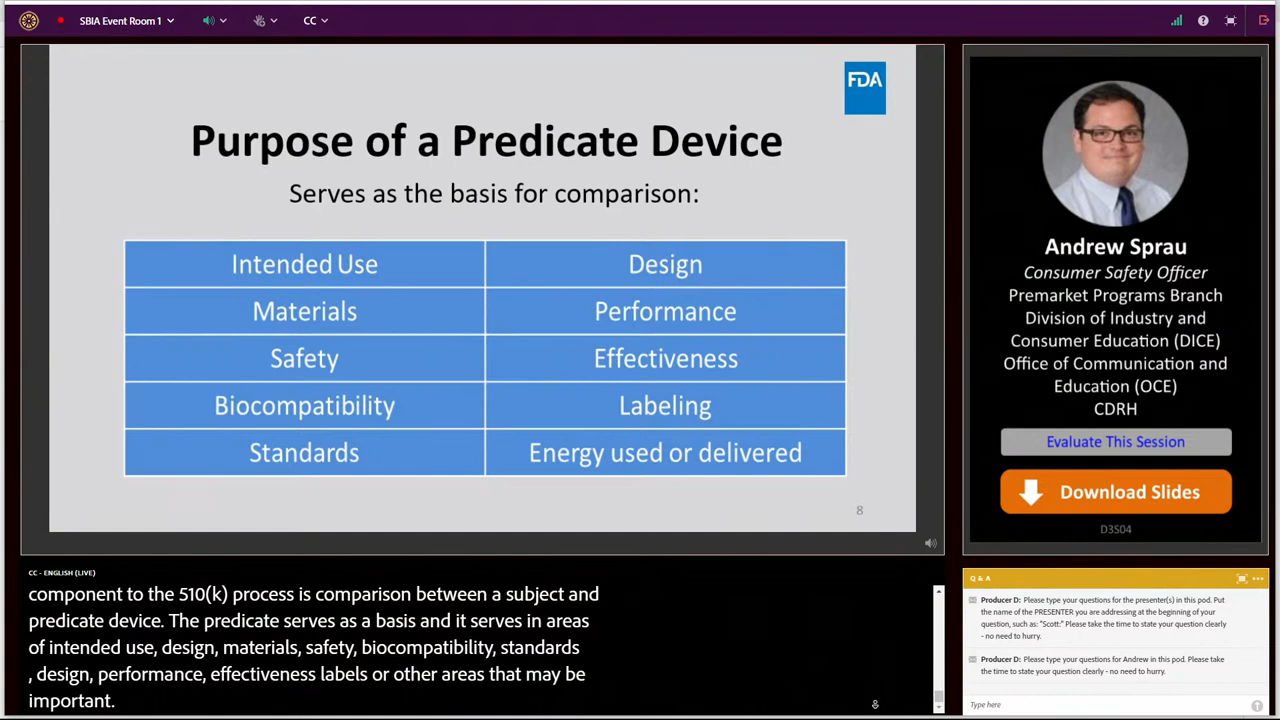 SBIA Event Room 1
CC
FDA
Purpose of a Predicate Device
Serves as the basis for comparison:
Intended Use
Design
Materials
Performance
Safety
Effectiveness
Biocompatibility
Labeling
Standards
Energy used or delivered
8
Andrew Sprau
Consumer Safety Officer
Premarket Programs Branch
Division of Industry and
Consumer Education (DICE)
Office of Communication and
Education (OCE)
CDRH
Evaluate This Session
Download Slides
D3S04
CC - ENGLISH (LIVE)
component to the 510(k) process is comparison between a subject and
predicate device. The predicate serves as a basis and it serves in areas
of intended use, design, materials, safety, biocompatibility, standards
, design, performance, effectiveness labels or other areas that may be
important.
Q & A
Producer D: Please type your questions for the presenter(s) in this pod. Put
the name of the PRESENTER you are addressing at the beginning of your
question, such as: "Scott:" Please take the time to state your question clearly
- no need to hurry.
Producer D: Please type your questions for Andrew in this pod. Please take
the time to state your question clearly - no need to hurry.
Type here